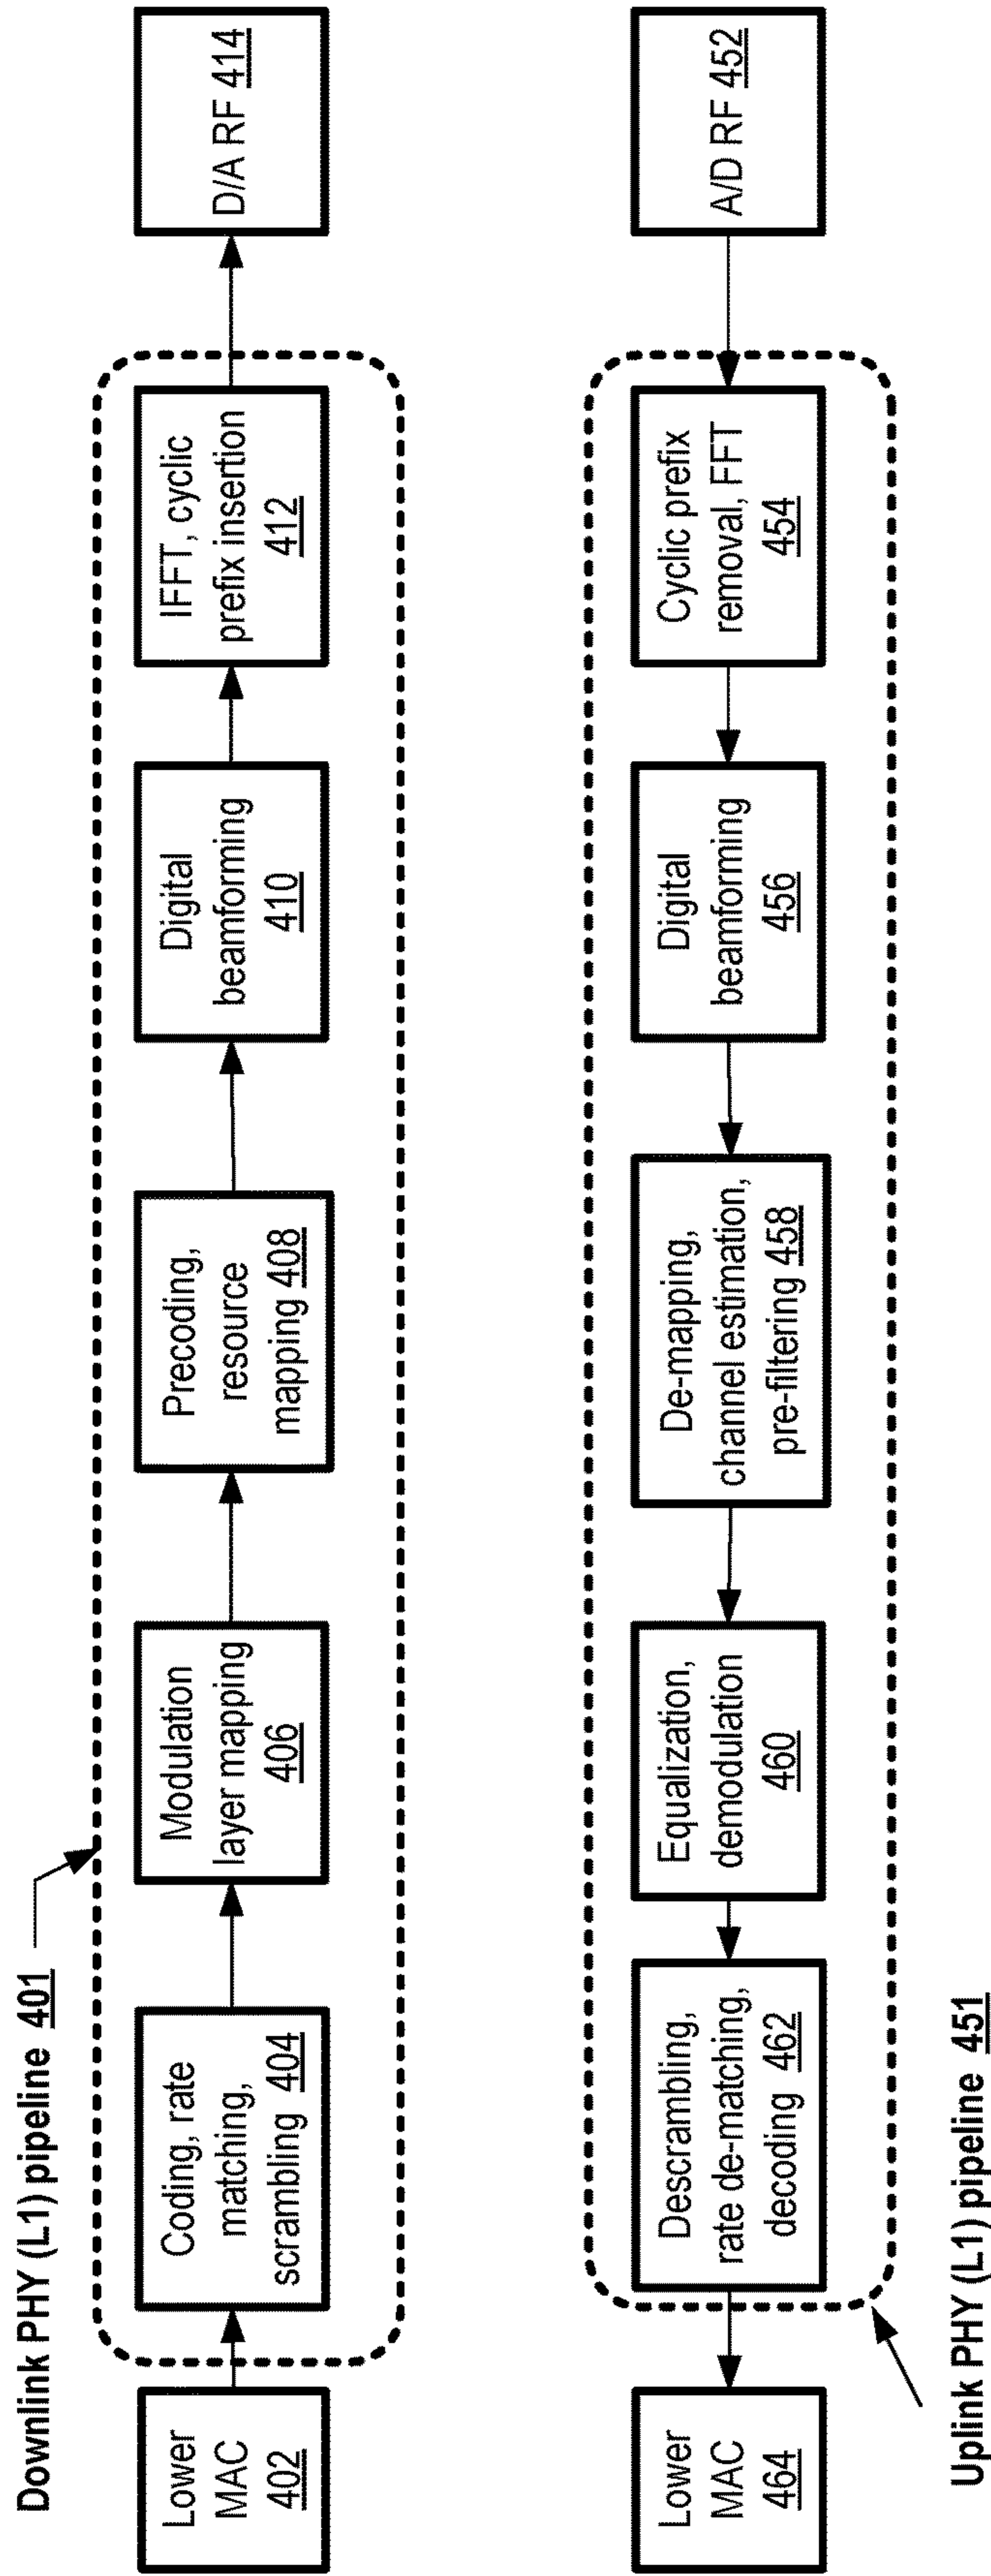 Downlink PHY (L1) pipeline 401
Lower
MAC
402
Coding, rate
matching,
scrambling 404
Modulation
layer mapping
406
Precoding,
resource
mapping 408
Digital
beamforming
410
IFFT, cyclic
prefix insertion
412
D/A RF 414
Lower
MAC
464
Descrambling,
rate de-matching,
decoding 462
Equalization,
demodulation
460
De-mapping,
channel estimation,
pre-filtering 458
Digital
beamforming
456
Cyclic prefix
removal, FFT
454
A/D RF 452
Uplink PHY (L1) pipeline 451